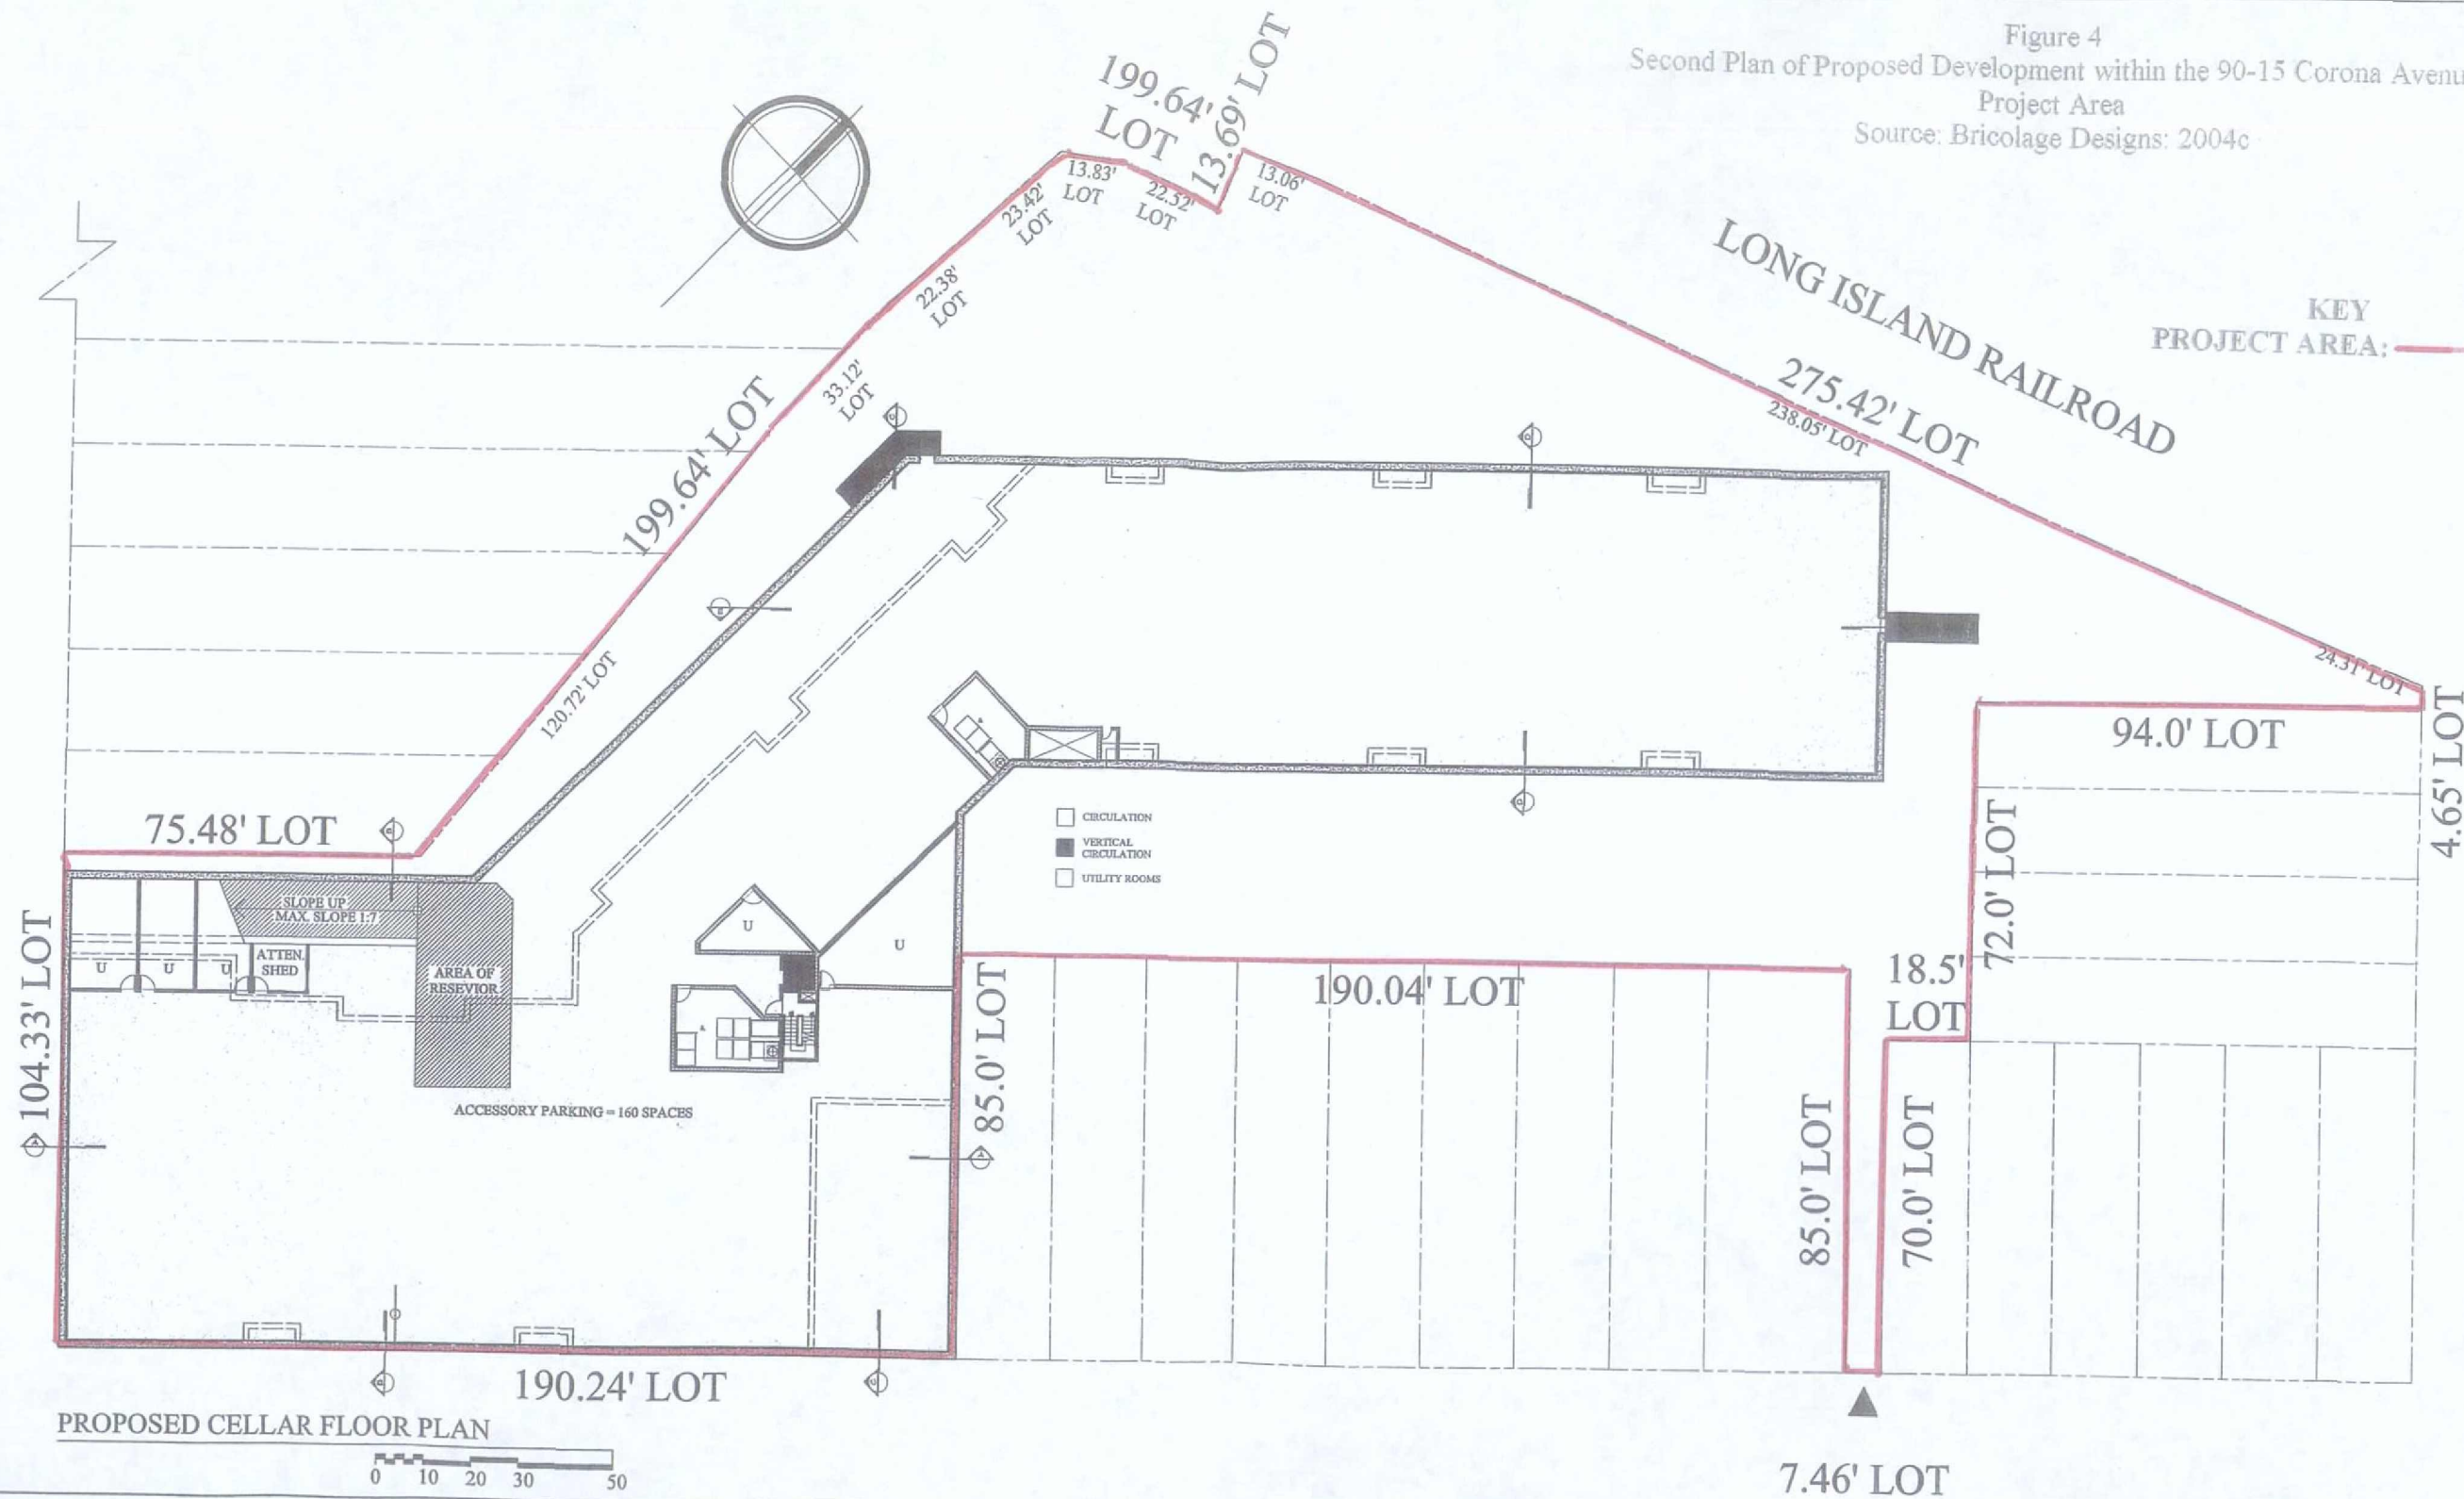 Figure 4
Second Plan of Proposed Development within the 90-15 Corona Avenu
Project Area
Source: Bricolage Designs: 2004c
KEY
PROJECT AREA:
LONG ISLAND RAILROAD
199.64'
LOT
13.69' LOT
13.83'
LOT
22.52'
LOT
13.06'
LOT
23.42'
LOT
22.38'
LOT
33.12'
LOT
199.64' LOT
120.72' LOT
275.42' LOT
238.05' LOT
24.31' LOT
94.0' LOT
4.65' LOT
72.0' LOT
18.5'
LOT
75.48' LOT
104.33' LOT
CIRCULATION
VERTICAL
CIRCULATION
UTILITY ROOMS
SLOPE UP
MAX. SLOPE 1:7
U
U
U
ATTEN.
SHED
AREA OF
RESEVIOR
U
U
ACCESSORY PARKING = 160 SPACES
85.0' LOT
190.04' LOT
85.0' LOT
70.0' LOT
190.24' LOT
7.46' LOT
PROPOSED CELLAR FLOOR PLAN
0 10 20 30 50